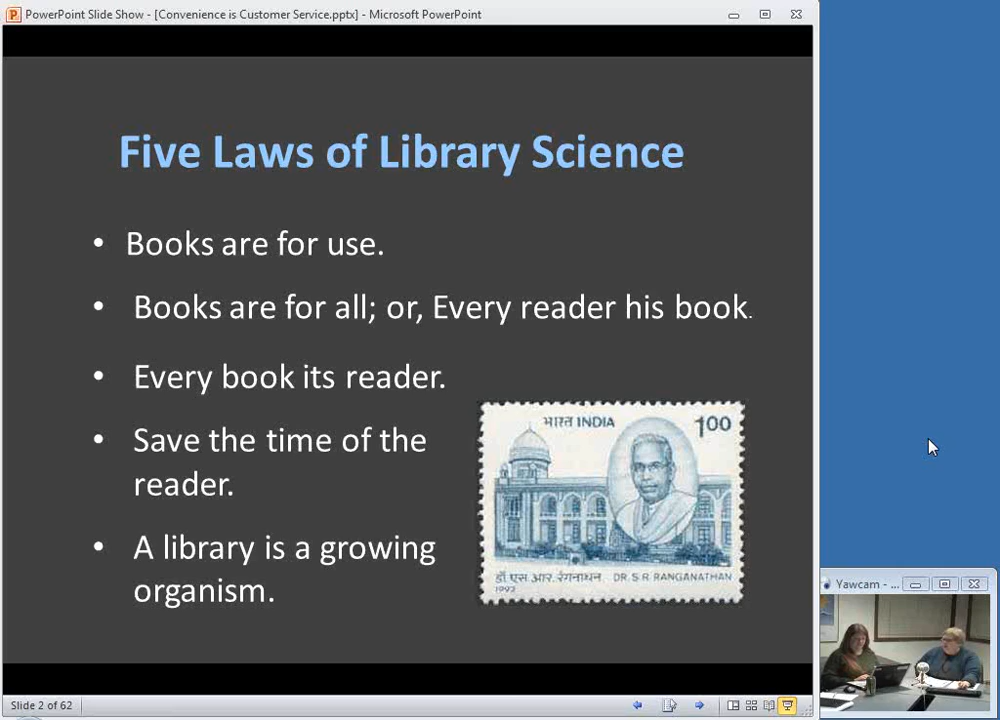 PowerPoint Slide Show - [Convenience is Customer Service.pptx] - Microsoft PowerPoint
Five Laws of Library Science
• Books are for use.
• Books are for all; or, Every reader his book.
• Every book its reader.
• Save the time of the
reader.
• A library is a growing
organism.
भारत INDIA 1.00
डॉ एस आर. रंगनाथन DR. S R RANGANATHAN
1992
Yawcam - ...
Slide 2 of 62